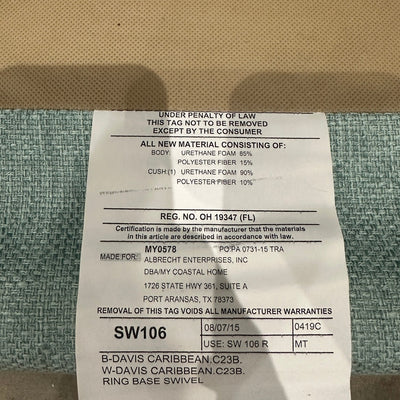 UNDER PENALTY OF LAW
THIS TAG NOT TO BE REMOVED
EXCEPT BY THE CONSUMER
ALL NEW MATERIAL CONSISTING OF:
BODY: URETHANE FOAM 85%
POLYESTER FIBER 15%
CUSH:(1) URETHANE FOAM 90%
POLYESTER FIBER 10%
REG. NO. OH 19347 (FL)
Certification is made by the manufacturer that the materials
in this article are described in accordance with law.
MY0578 PO:PA 0731-15 TRA
MADE FOR: ALBRECHT ENTERPRISES, INC
DBA/MY COASTAL HOME
1726 STATE HWY 361, SUITE A
PORT ARANSAS, TX 78373
REMOVAL OF THIS TAG VOIDS ALL MANUFACTURER WARRANTIES
SW106 08/07/15 0419C
USE: SW 106 R MT
B-DAVIS CARIBBEAN.C23B.
W-DAVIS CARIBBEAN.C23B.
RING BASE SWIVEL